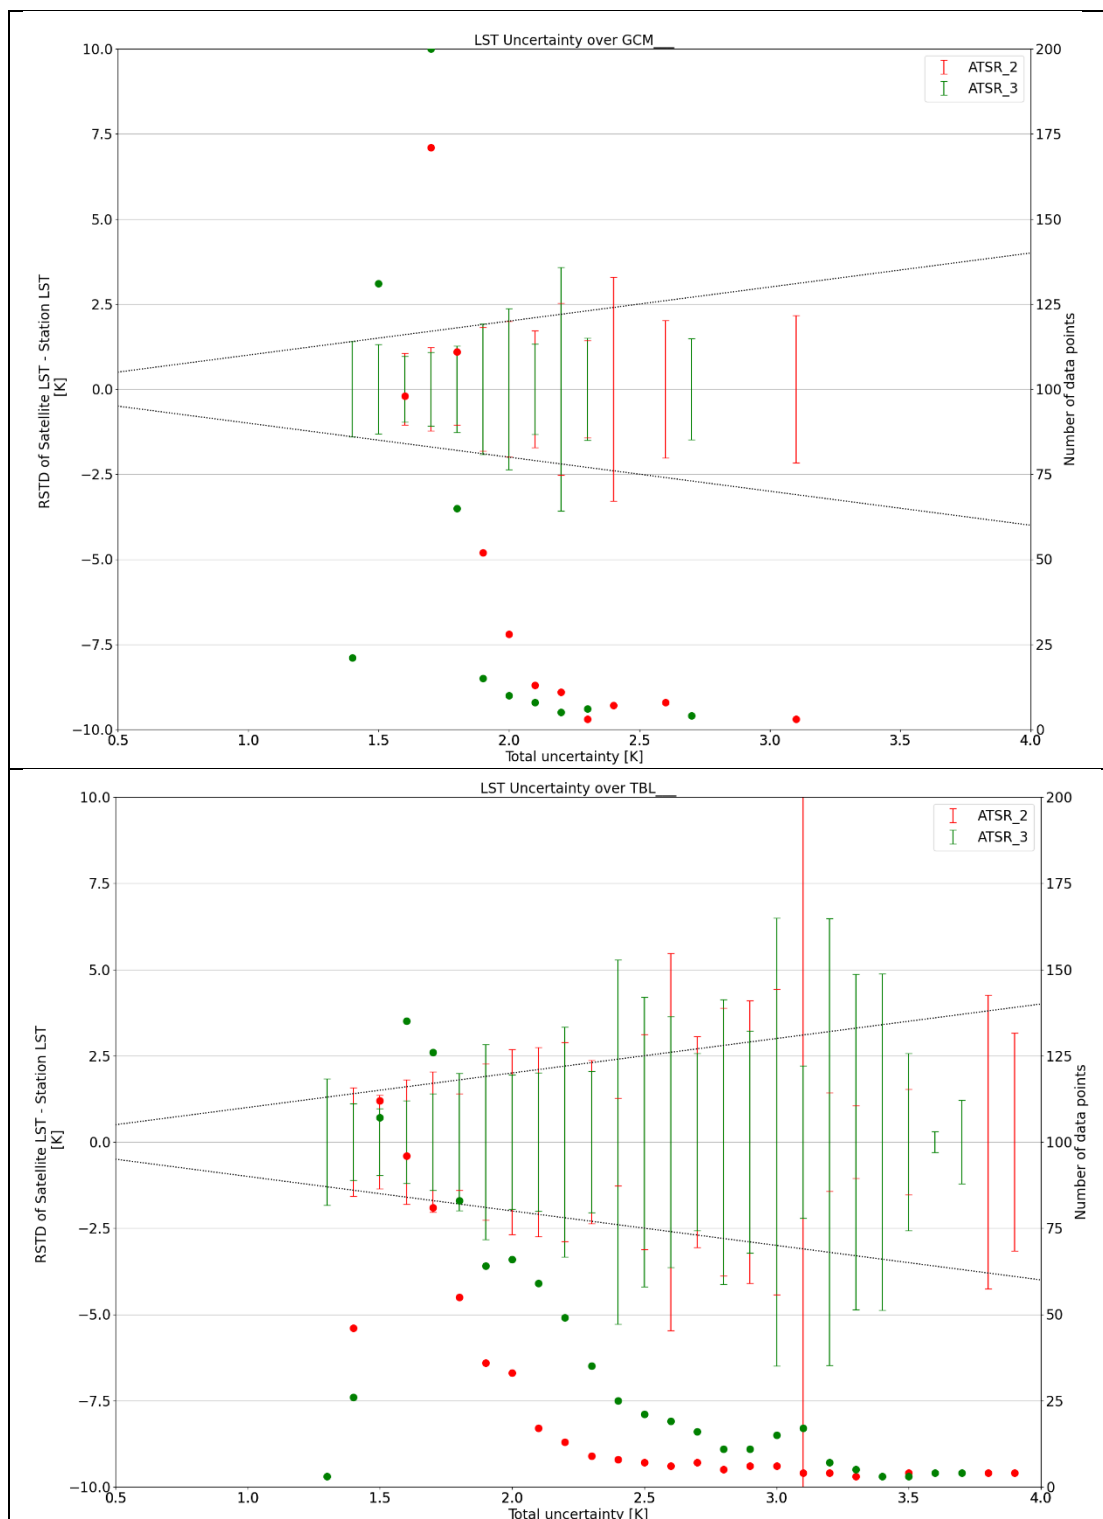 LST Uncertainty over GCM__
ATSR_2
ATSR_3
10.0
7.5
5.0
2.5
0.0
−2.5
−5.0
−7.5
−10.0
RSTD of Satellite LST - Station LST
[K]
200
175
150
125
100
75
50
25
0
Number of data points
0.5 1.0 1.5 2.0 2.5 3.0 3.5 4.0
Total uncertainty [K]
LST Uncertainty over TBL__
ATSR_2
ATSR_3
10.0
7.5
5.0
2.5
0.0
−2.5
−5.0
−7.5
−10.0
RSTD of Satellite LST - Station LST
[K]
200
175
150
125
100
75
50
25
0
Number of data points
0.5 1.0 1.5 2.0 2.5 3.0 3.5 4.0
Total uncertainty [K]